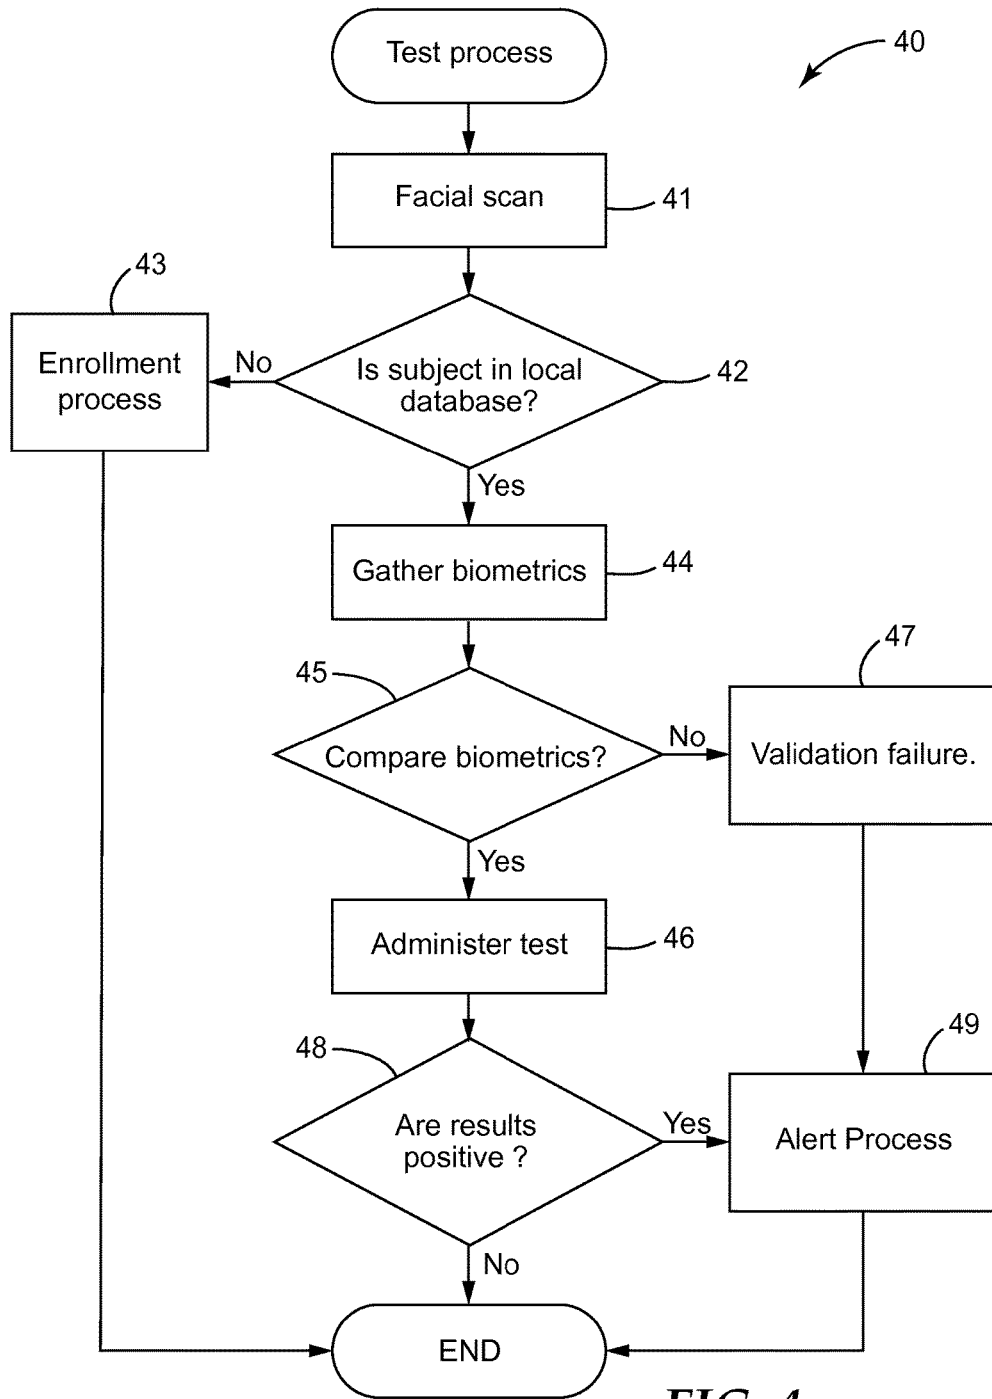 Test process
40
Facial scan
41
43
Enrollment
process
No
Is subject in local
database?
42
Yes
Gather biometrics
44
45
Compare biometrics?
No
47
Validation failure.
Yes
Administer test
46
48
Are results
positive ?
Yes
49
Alert Process
No
END
FIG. 4